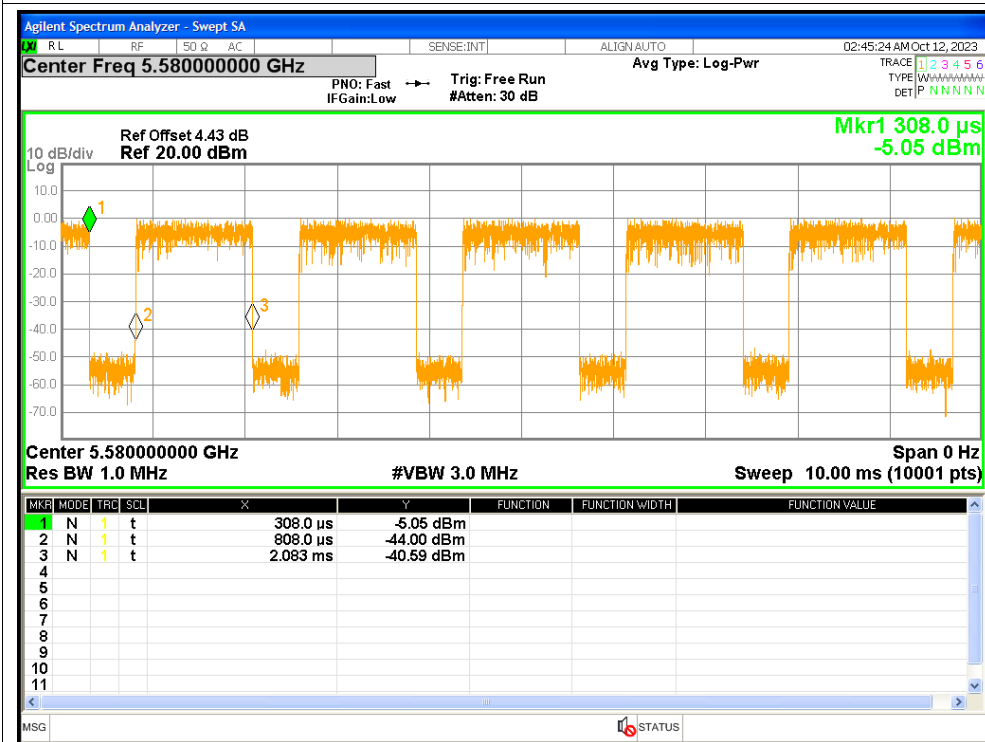 Agilent Spectrum Analyzer - Swept SA
LXI RL RF 50 Ω AC SENSE:INT ALIGN AUTO 02:45:24 AM Oct 12, 2023
Center Freq 5.580000000 GHz Avg Type: Log-Pwr TRACE 1 2 3 4 5 6
PNO: Fast Trig: Free Run TYPE
IFGain:Low #Atten: 30 dB DET P N N N N N
Mkr1 308.0 µs
Ref Offset 4.43 dB
10 dB/div Ref 20.00 dBm -5.05 dBm
Log
10.0
0.00
-10.0
-20.0
-30.0
-40.0
-50.0
-60.0
-70.0
1
2
3
Center 5.580000000 GHz Span 0 Hz
Res BW 1.0 MHz #VBW 3.0 MHz Sweep 10.00 ms (10001 pts)
MKR MODE TRC SCL X Y FUNCTION FUNCTION WIDTH FUNCTION VALUE
1 N 1 t 308.0 µs -5.05 dBm
2 N 1 t 808.0 µs -44.00 dBm
3 N 1 t 2.083 ms -40.59 dBm
4
5
6
7
8
9
10
11
MSG STATUS